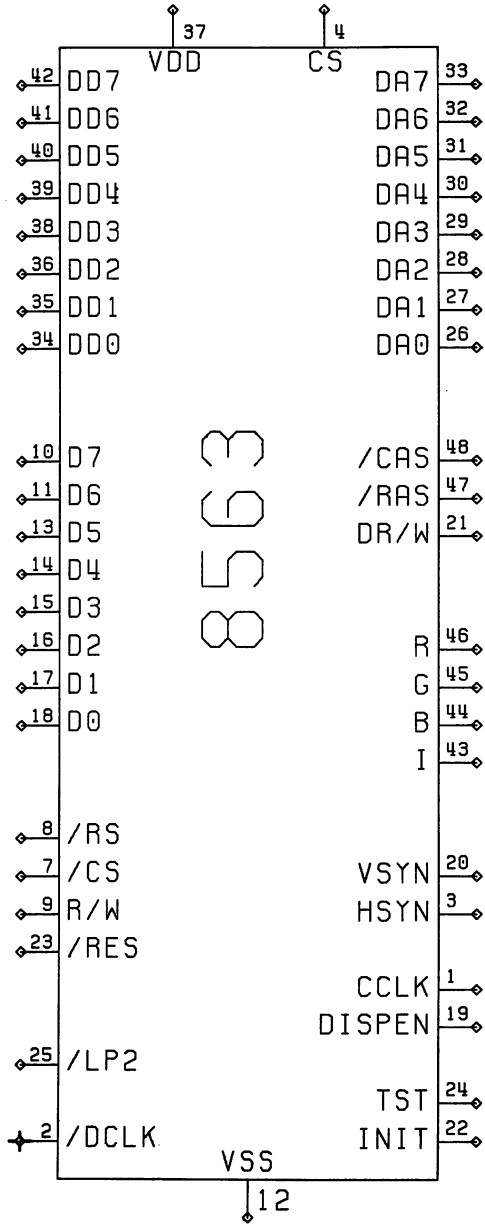 37 4
VDD CS
42 DD7 DA7 33
41 DD6 DA6 32
40 DD5 DA5 31
39 DD4 DA4 30
38 DD3 DA3 29
36 DD2 DA2 28
35 DD1 DA1 27
34 DD0 DA0 26
8563
10 D7 /CAS 48
11 D6 /RAS 47
13 D5 DR/W 21
14 D4
15 D3
16 D2 R 46
17 D1 G 45
18 D0 B 44
I 43
8 /RS
7 /CS VSYN 20
9 R/W HSYN 3
23 /RES
CCLK 1
DISPEN 19
25 /LP2
TST 24
2 /DCLK INIT 22
VSS
12